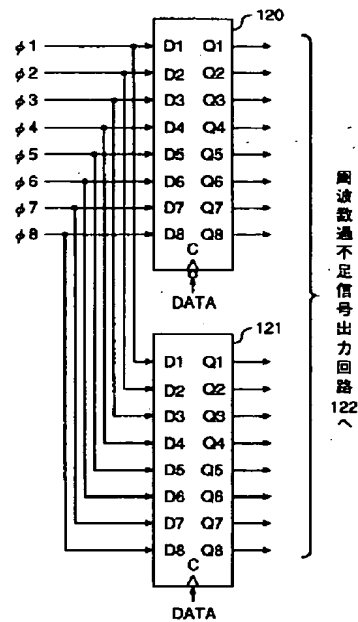 120
φ1 D1 Q1
φ2 D2 Q2
φ3 D3 Q3
φ4 D4 Q4
φ5 D5 Q5
φ6 D6 Q6
φ7 D7 Q7
φ8 D8 Q8
C
DATA
121
D1 Q1
D2 Q2
D3 Q3
D4 Q4
D5 Q5
D6 Q6
D7 Q7
D8 Q8
C
DATA
周波数過不足信号出力回路122へ